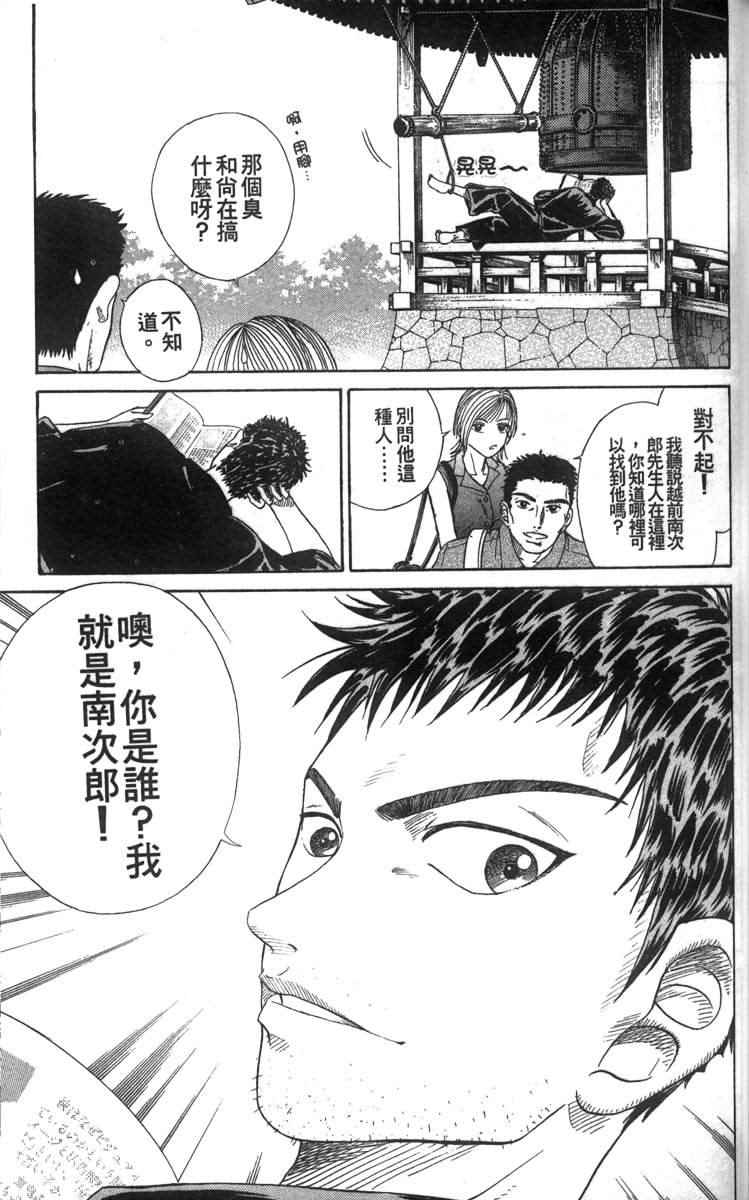 啊，用腳…
那個臭
和尚在搞
什麼呀？
晃晃～
不知
道。
對不起！
我聽說越前南次
郎先生人在這裡
，你知道哪裡可
以找到他嗎？
別問他這
種人……
噢，你是誰？我
就是南次郎！